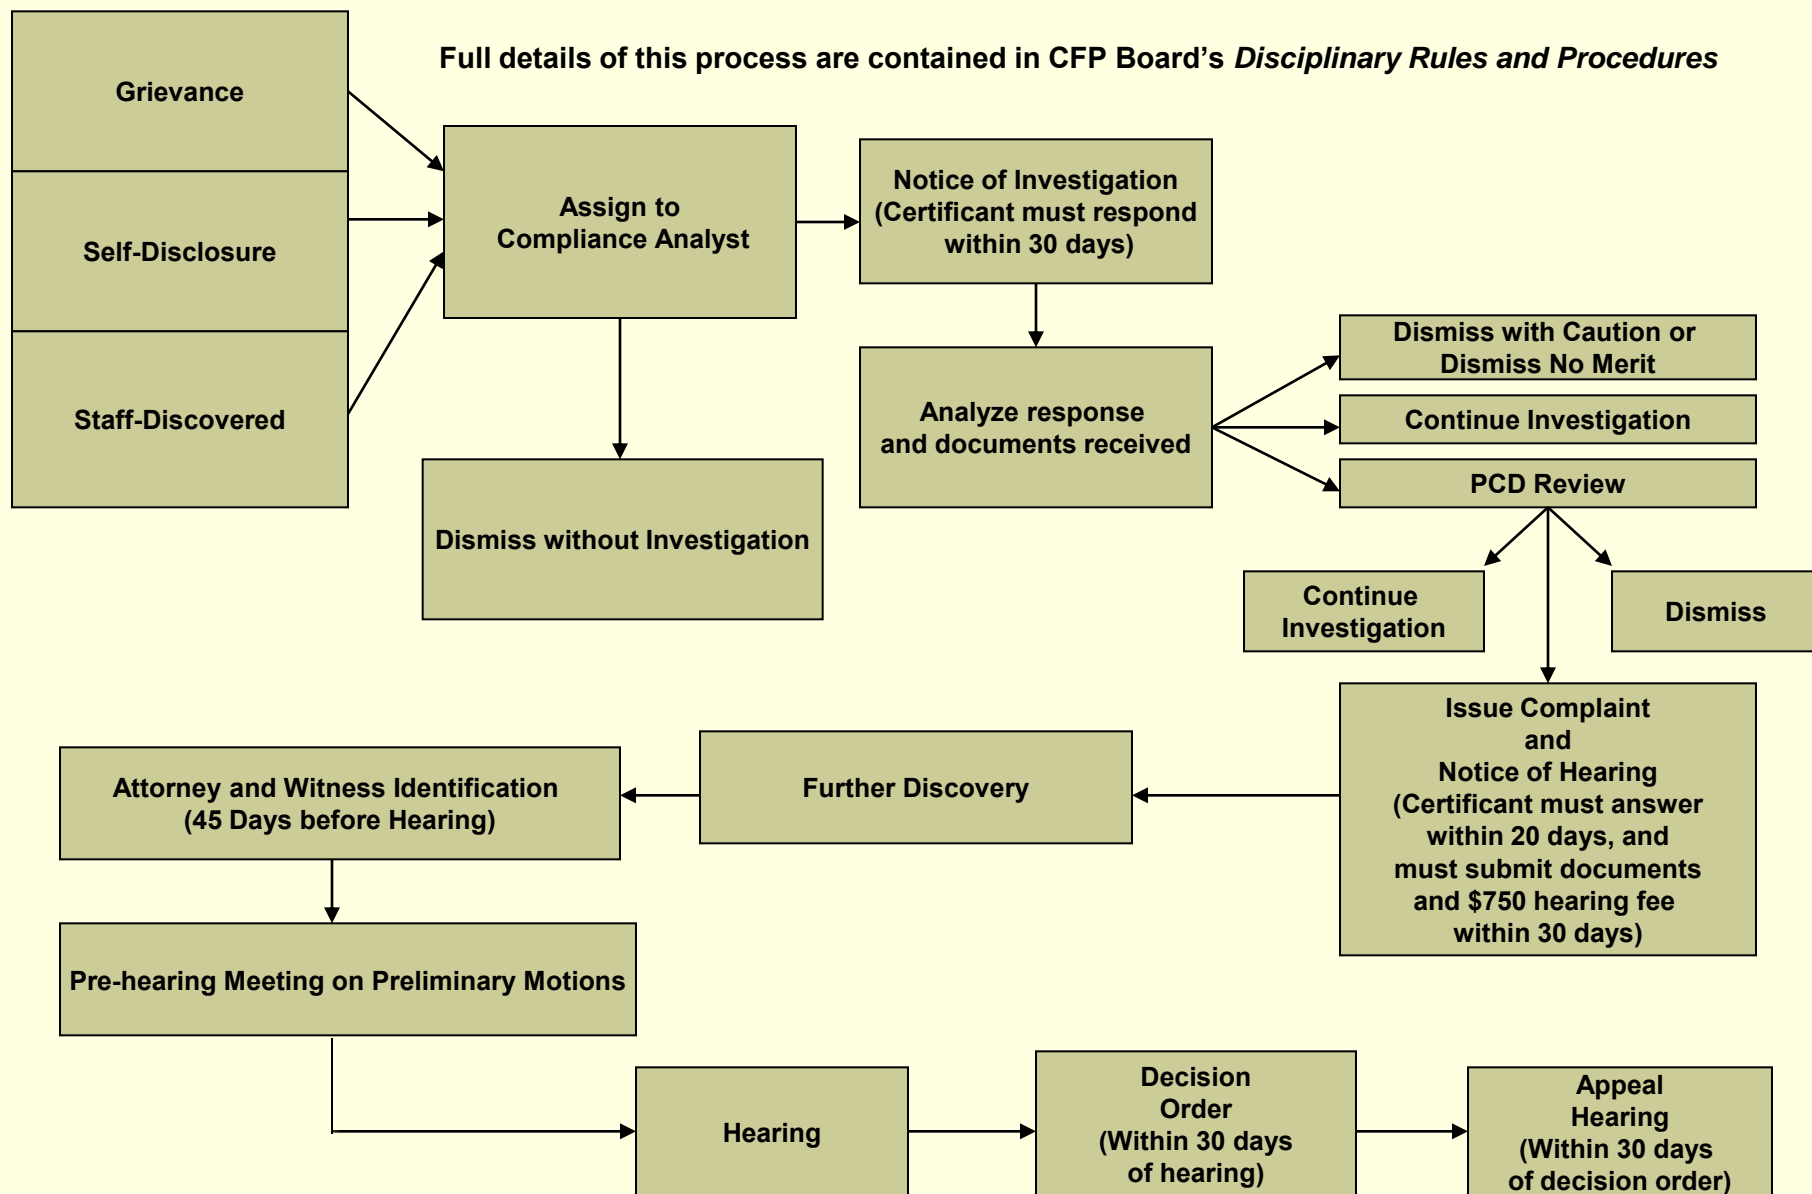 Full details of this process are contained in CFP Board's Disciplinary Rules and Procedures
Grievance
Self-Disclosure
Staff-Discovered
Assign to
Compliance Analyst
Dismiss without Investigation
Notice of Investigation
(Certificant must respond
within 30 days)
Analyze response
and documents received
Dismiss with Caution or
Dismiss No Merit
Continue Investigation
PCD Review
Continue
Investigation
Dismiss
Issue Complaint
and
Notice of Hearing
(Certificant must answer
within 20 days, and
must submit documents
and $750 hearing fee
within 30 days)
Further Discovery
Attorney and Witness Identification
(45 Days before Hearing)
Pre-hearing Meeting on Preliminary Motions
Hearing
Decision
Order
(Within 30 days
of hearing)
Appeal
Hearing
(Within 30 days
of decision order)